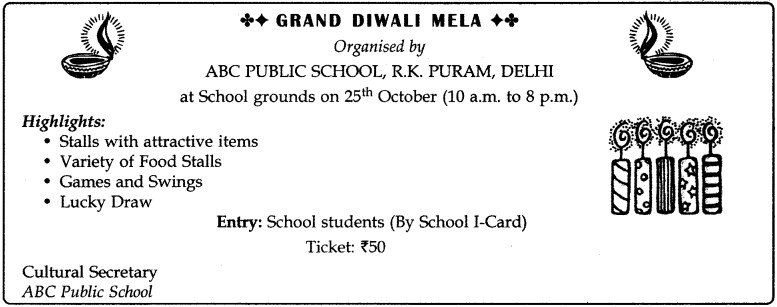 GRAND DIWALI MELA
Organised by
ABC PUBLIC SCHOOL, R.K. PURAM, DELHI
at School grounds on 25th October (10 a.m. to 8 p.m.)
Highlights:
• Stalls with attractive items
• Variety of Food Stalls
• Games and Swings
• Lucky Draw
Entry: School students (By School I-Card)
Ticket: ₹50
Cultural Secretary
ABC Public School